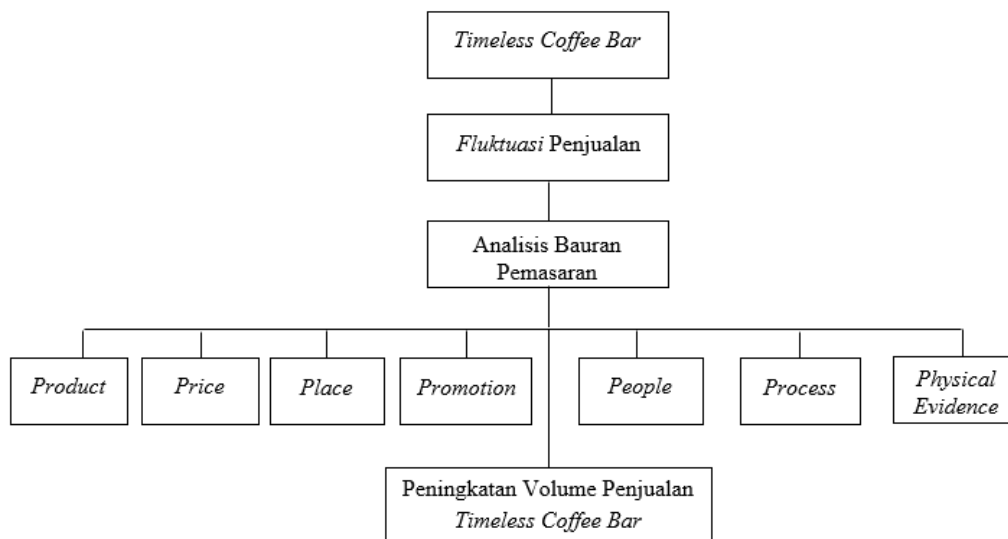 Timeless Coffee Bar
Fluktuasi Penjualan
Analisis Bauran
Pemasaran
Product
Price
Place
Promotion
People
Process
Physical
Evidence
Peningkatan Volume Penjualan
Timeless Coffee Bar